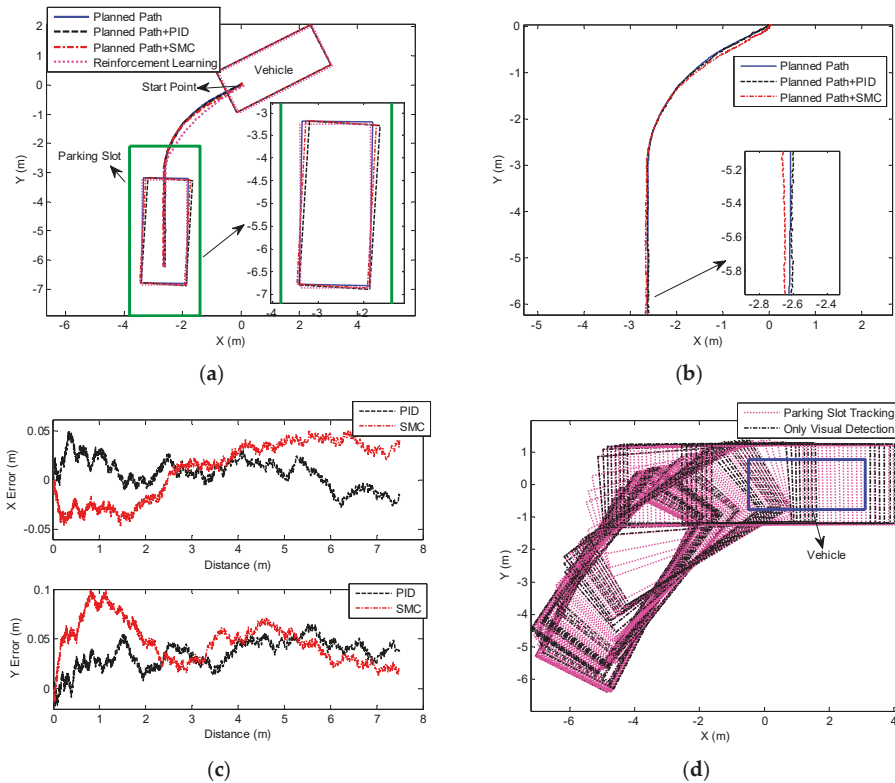 Planned Path
Planned Path+PID
Planned Path+SMC
Reinforcement Learning
Vehicle
Start Point
Parking Slot
2
1
0
-1
-2
-3
-4
-5
-6
-7
Y (m)
-3
-3.5
-4
-4.5
-5
-5.5
-6
-6.5
-7
-4 -3 -2
-6 -4 -2 0 2 4
X (m)
(a)
Planned Path
Planned Path+PID
Planned Path+SMC
0
-1
-2
-3
-4
-5
-6
Y (m)
-5.2
-5.4
-5.6
-5.8
-2.8 -2.6 -2.4
-5 -4 -3 -2 -1 0 1 2
X (m)
(b)
PID
SMC
0.05
0
-0.05
X Error (m)
0 1 2 3 4 5 6 7 8
Distance (m)
PID
SMC
0.1
0.05
0
Y Error (m)
0 1 2 3 4 5 6 7 8
Distance (m)
(c)
Parking Slot Tracking
Only Visual Detection
Vehicle
1
0
-1
-2
-3
-4
-5
-6
Y (m)
-6 -4 -2 0 2 4
X (m)
(d)